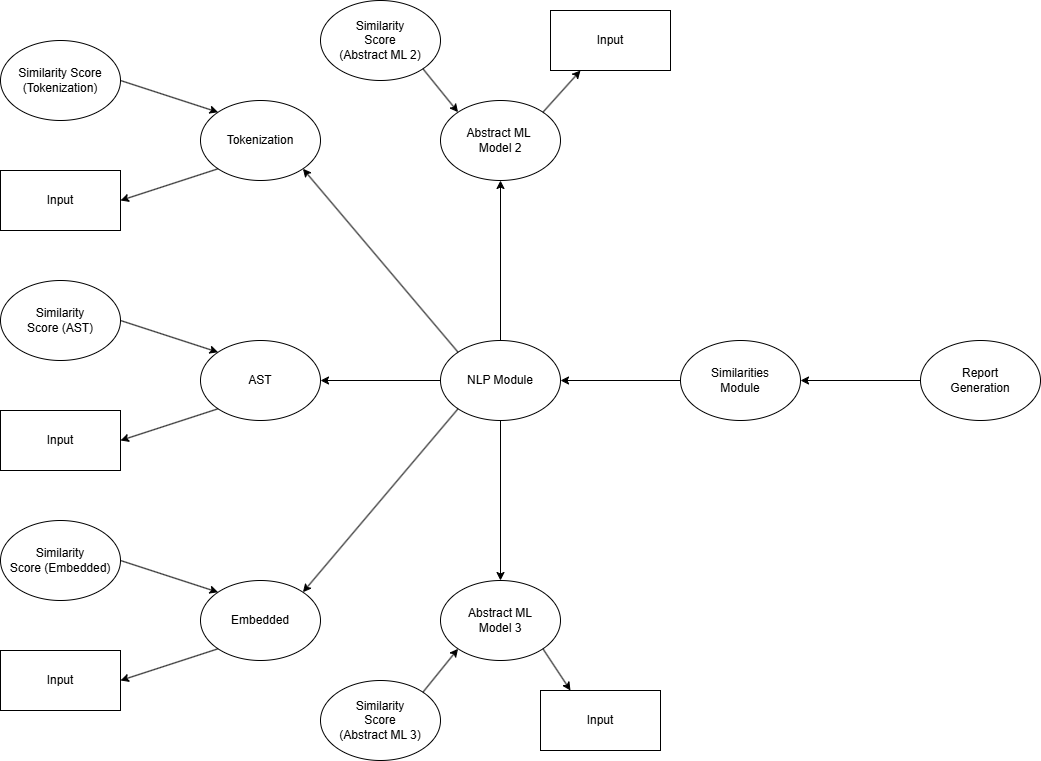 Similarity
Score
(Abstract ML 2)
Input
Similarity Score
(Tokenization)
Tokenization
Abstract ML
Model 2
Input
Similarity
Score (AST)
AST
NLP Module
Similarities
Module
Report
Generation
Input
Similarity
Score (Embedded)
Embedded
Abstract ML
Model 3
Input
Similarity
Score
(Abstract ML 3)
Input